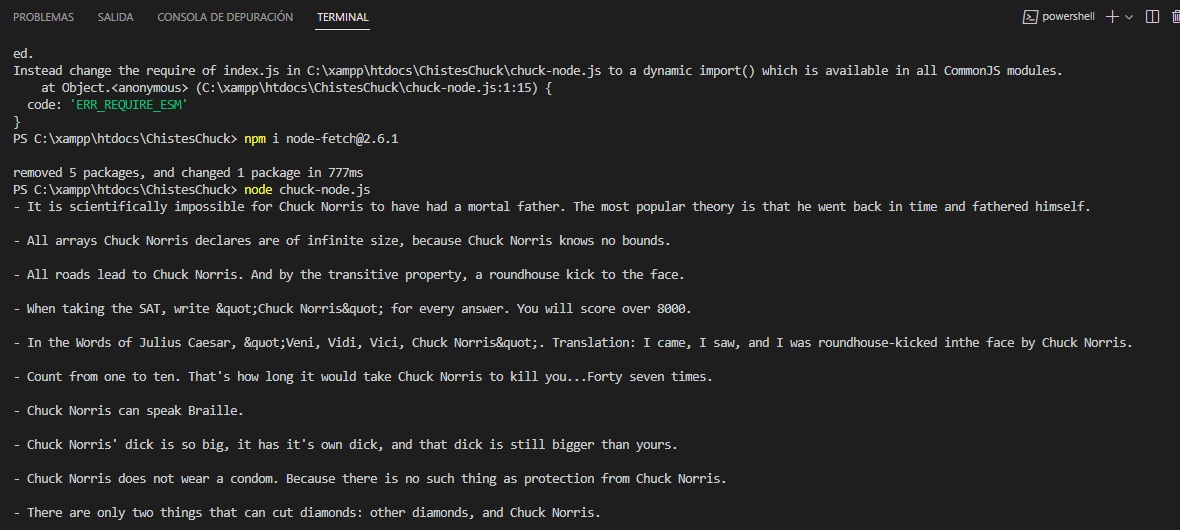 PROBLEMAS SALIDA CONSOLA DE DEPURACIÓN TERMINAL powershell
ed.
Instead change the require of index.js in C:\xampp\htdocs\ChistesChuck\chuck-node.js to a dynamic import() which is available in all CommonJS modules.
at Object.<anonymous> (C:\xampp\htdocs\ChistesChuck\chuck-node.js:1:15) {
code: 'ERR_REQUIRE_ESM'
}
PS C:\xampp\htdocs\ChistesChuck> npm i node-fetch@2.6.1
removed 5 packages, and changed 1 package in 777ms
PS C:\xampp\htdocs\ChistesChuck> node chuck-node.js
- It is scientifically impossible for Chuck Norris to have had a mortal father. The most popular theory is that he went back in time and fathered himself.
- All arrays Chuck Norris declares are of infinite size, because Chuck Norris knows no bounds.
- All roads lead to Chuck Norris. And by the transitive property, a roundhouse kick to the face.
- When taking the SAT, write &quot;Chuck Norris&quot; for every answer. You will score over 8000.
- In the Words of Julius Caesar, &quot;Veni, Vidi, Vici, Chuck Norris&quot;. Translation: I came, I saw, and I was roundhouse-kicked inthe face by Chuck Norris.
- Count from one to ten. That's how long it would take Chuck Norris to kill you...Forty seven times.
- Chuck Norris can speak Braille.
- Chuck Norris' dick is so big, it has it's own dick, and that dick is still bigger than yours.
- Chuck Norris does not wear a condom. Because there is no such thing as protection from Chuck Norris.
- There are only two things that can cut diamonds: other diamonds, and Chuck Norris.